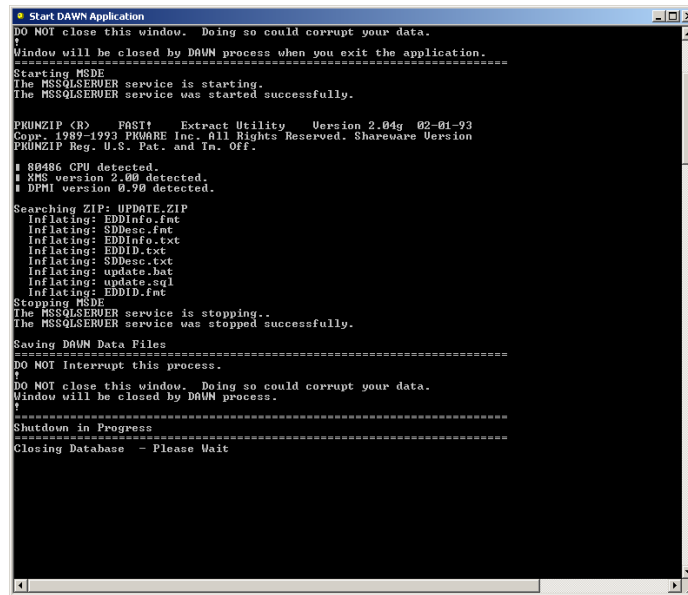 Start DAWN Application
DO NOT close this window.  Doing so could corrupt your data.
!
Window will be closed by DAWN process when you exit the application.
======================================================================
Starting MSDE
The MSSQLSERVER service is starting.
The MSSQLSERVER service was started successfully.
PKUNZIP (R)    FAST!    Extract Utility    Version 2.04g  02-01-93
Copr. 1989-1993 PKWARE Inc. All Rights Reserved. Shareware Version
PKUNZIP Reg. U.S. Pat. and Tm. Off.
80486 CPU detected.
XMS version 2.00 detected.
DPMI version 0.90 detected.
Searching ZIP: UPDATE.ZIP
Inflating: EDDInfo.fmt
Inflating: SDDesc.fmt
Inflating: EDDInfo.txt
Inflating: EDDID.txt
Inflating: SDDesc.txt
Inflating: update.bat
Inflating: update.sql
Inflating: EDDID.fmt
Stopping MSDE
The MSSQLSERVER service is stopping..
The MSSQLSERVER service was stopped successfully.
Saving DAWN Data Files
======================================================================
DO NOT Interrupt this process.
!
DO NOT close this window.  Doing so could corrupt your data.
Window will be closed by DAWN process.
!
======================================================================
Shutdown in Progress
======================================================================
Closing Database  - Please Wait